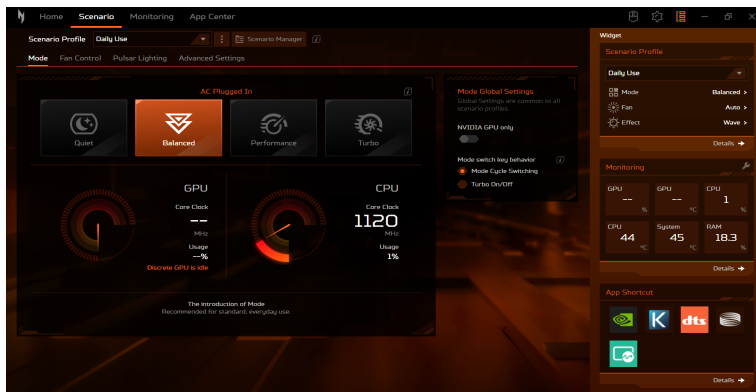 Home Scenario Monitoring App Center
Scenario Profile Daily Use Scenario Manager
Mode Fan Control Pulsar Lighting Advanced Settings
AC Plugged In
Quiet Balanced Performance Turbo
GPU
Core Clock
--
MHz
Usage
--%
Discrete GPU is idle
CPU
Core Clock
1120
MHz
Usage
1%
The introduction of Mode
Recommended for standard, everyday use.
Mode Global Settings
Global Settings are common to all
scenario profiles.
NVIDIA GPU only
Mode switch key behavior
Mode Cycle Switching
Turbo On/Off
Widget
Scenario Profile
Daily Use
Mode Balanced >
Fan Auto >
Effect Wave >
Details
Monitoring
GPU
--
%
GPU
--
°C
CPU
1
%
CPU
44
°C
System
45
°C
RAM
18.3
%
Details
App Shortcut
K dts
Details